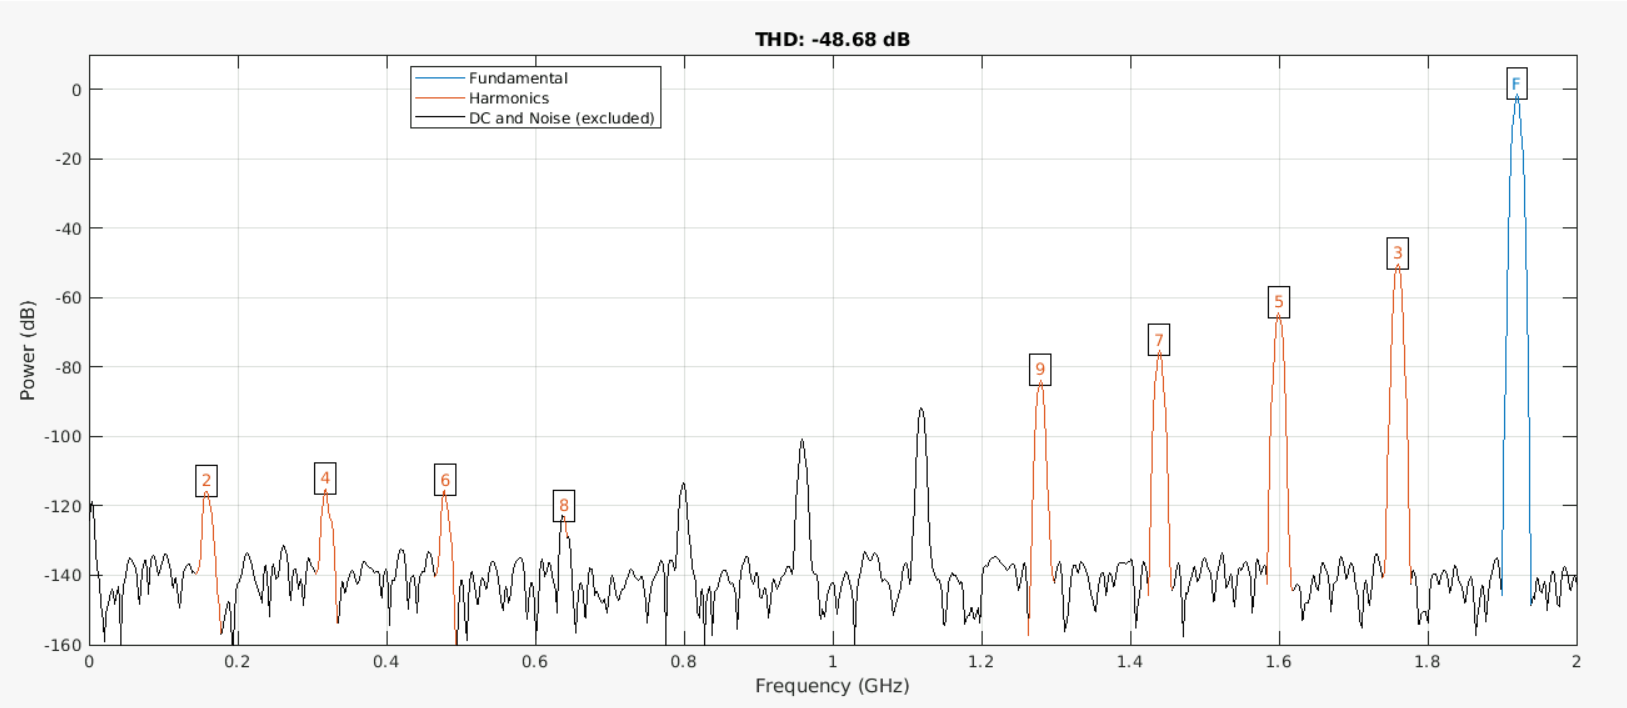 THD: -48.68 dB
Fundamental
Harmonics
DC and Noise (excluded)
F
3
5
7
9
2
4
6
8
0
-20
-40
-60
-80
-100
-120
-140
-160
Power (dB)
0 0.2 0.4 0.6 0.8 1 1.2 1.4 1.6 1.8 2
Frequency (GHz)